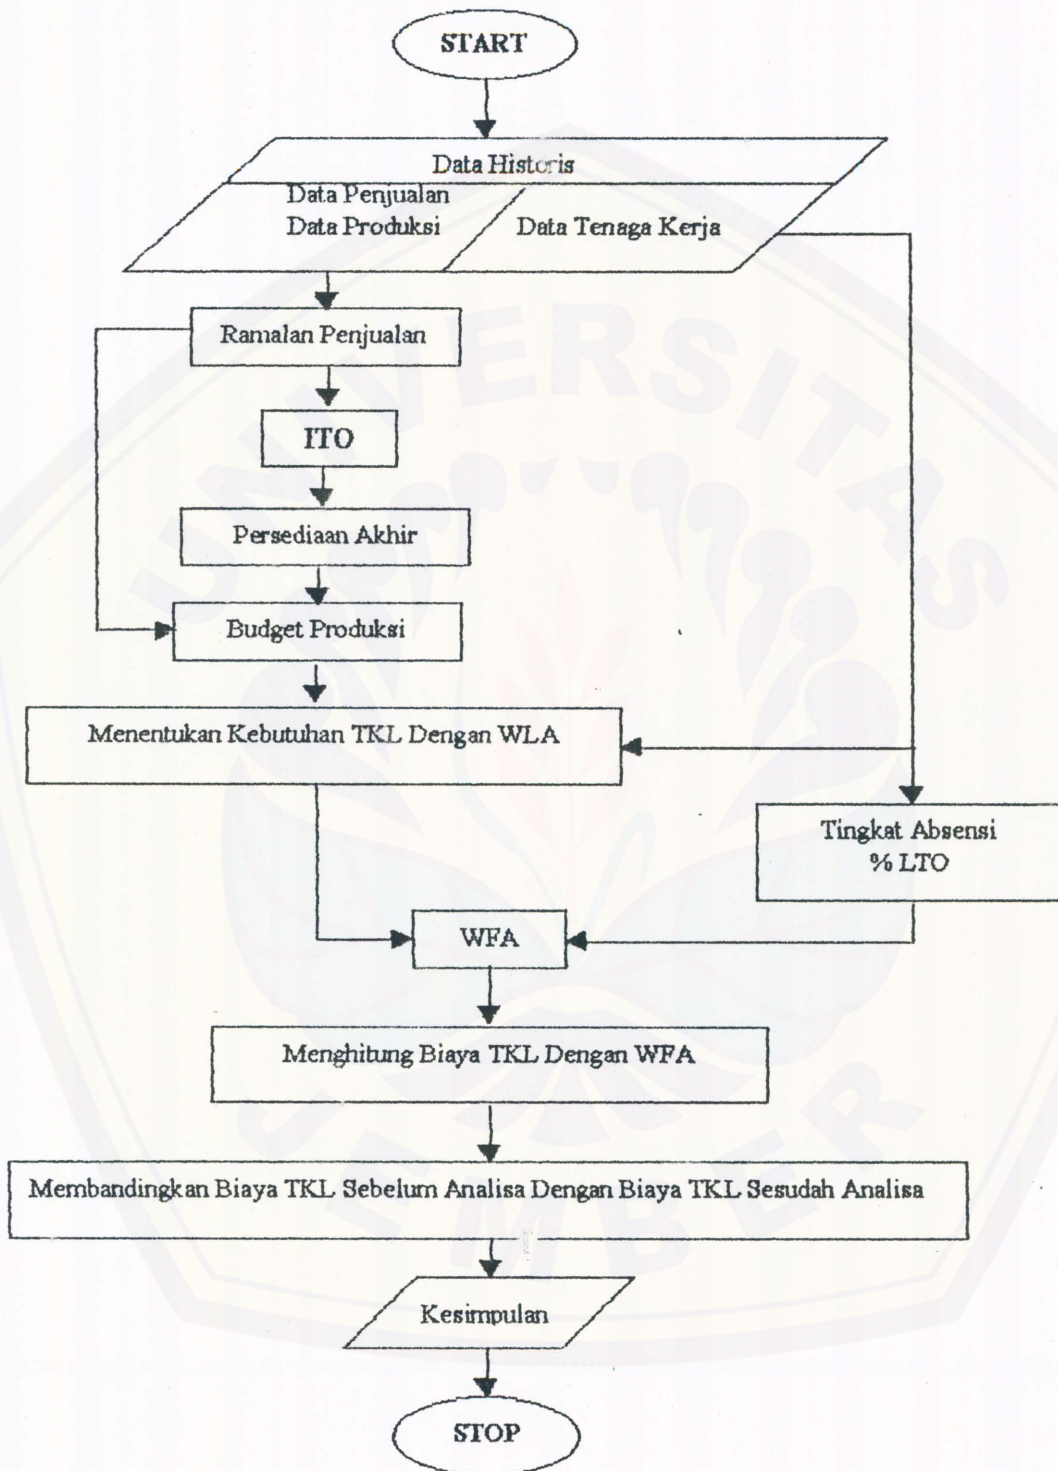 START
Data Historis
Data Penjualan
Data Produksi
Data Tenaga Kerja
Ramalan Penjualan
ITO
Persediaan Akhir
Budget Produksi
Menentukan Kebutuhan TKL Dengan WLA
Tingkat Absensi
% LTO
WFA
Menghitung Biaya TKL Dengan WFA
Membandingkan Biaya TKL Sebelum Analisa Dengan Biaya TKL Sesudah Analisa
Kesimpulan
STOP
UNIVERSITAS
JEMBER